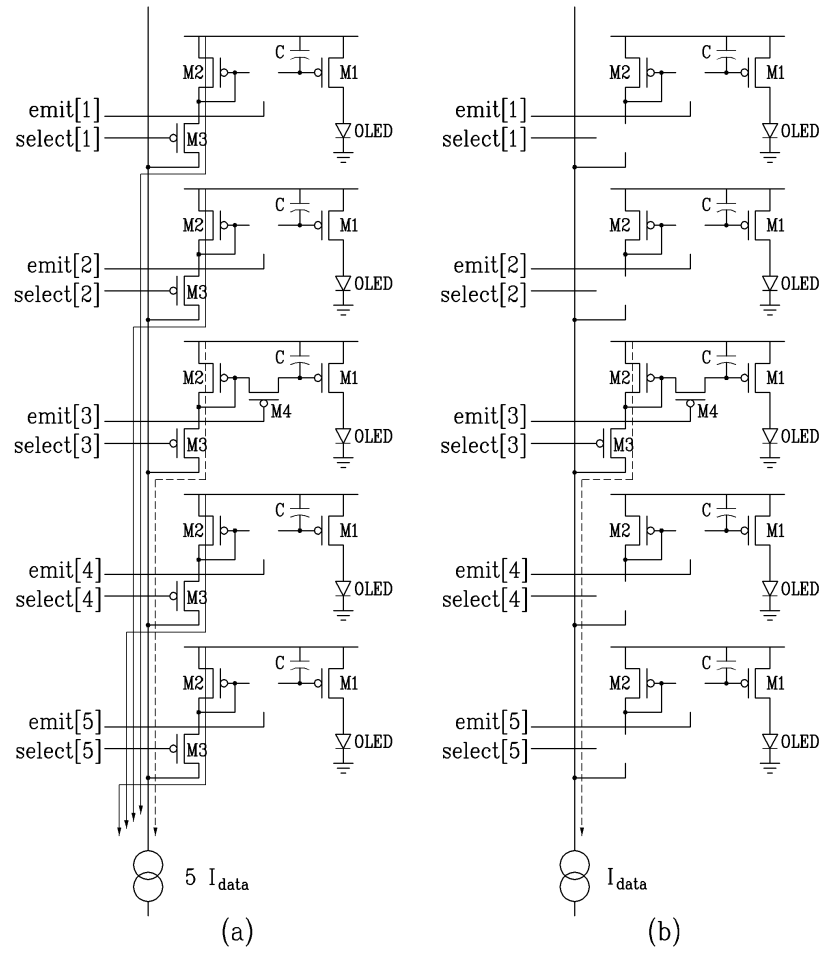 M2 C M1
emit[1]
select[1] M3 OLED
M2 C M1
emit[2]
select[2] M3 OLED
M2 C M1
emit[3] M4
select[3] M3 OLED
M2 C M1
emit[4]
select[4] M3 OLED
M2 C M1
emit[5]
select[5] M3 OLED
5 Idata
(a)
M2 C M1
emit[1]
select[1] OLED
M2 C M1
emit[2]
select[2] OLED
M2 C M1
emit[3] M4
select[3] M3 OLED
M2 C M1
emit[4]
select[4] OLED
M2 C M1
emit[5]
select[5] OLED
Idata
(b)